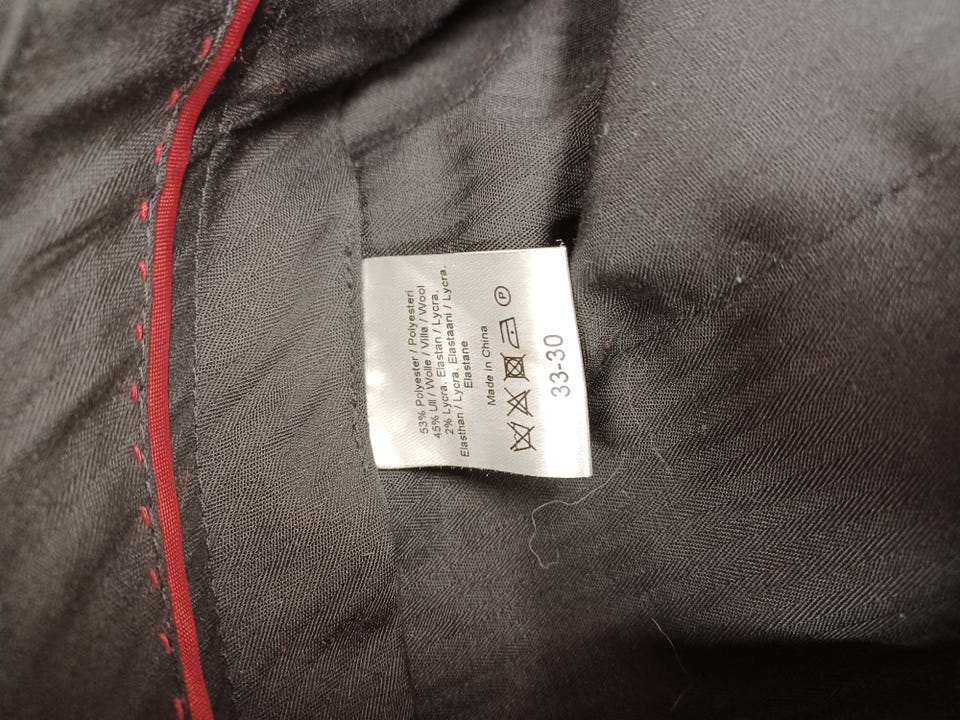 53% Polyester / Polyesteri
45% Ull / Wolle / Villa / Wool
2% Lycra. Elastan / Lycra.
Elasthan / Lycra. Elastaani / Lycra.
Elastane
Made in China
P
33-30